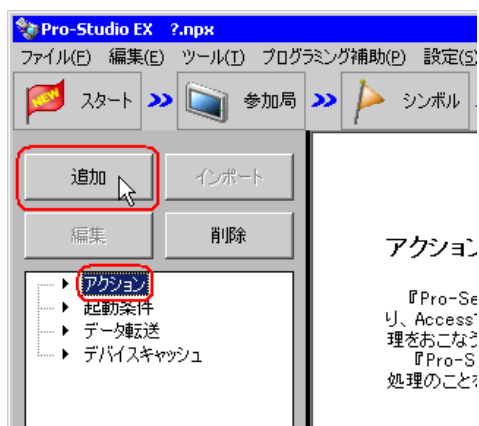 Pro-Studio EX ?.npx
ファイル(F) 編集(E) ツール(T) プログラミング補助(P) 設定(S)
NEW スタート 参加局 シンボル
追加 インポート
編集 削除
アクション
起動条件
データ転送
デバイスキャッシュ
アクション
『Pro-Se
り、Access
理をおこなう
『Pro-S
処理のことを